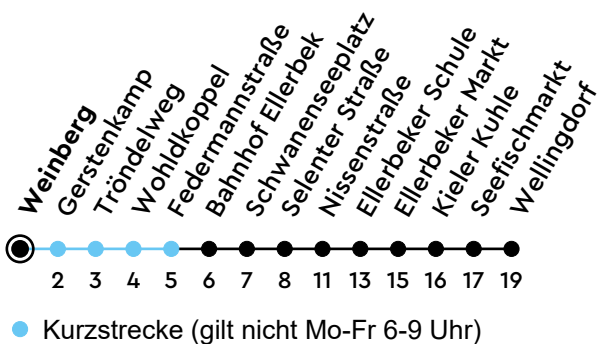 Weinberg
Gerstenkamp
Tröndelweg
Wohldkoppel
Federmannstraße
Bahnhof Ellerbek
Schwanenseeplatz
Selenter Straße
Nissenstraße
Ellerbeker Schule
Ellerbeker Markt
Kieler Kuhle
Seefischmarkt
Wellingdorf
2 3 4 5 6 7 8 11 13 15 16 17 19
Kurzstrecke (gilt nicht Mo-Fr 6-9 Uhr)